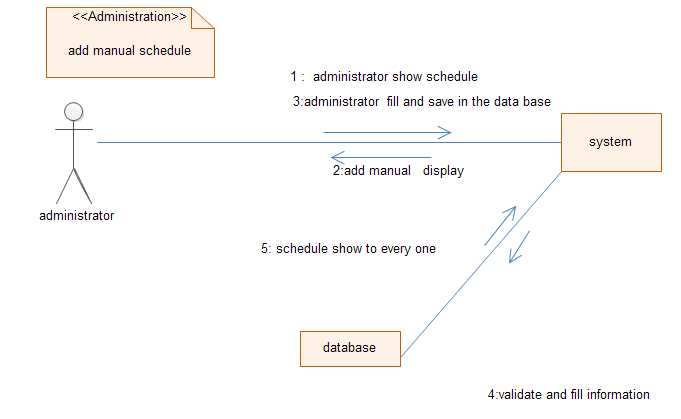 <<Administration>>
add manual schedule
1 : administrator show schedule
3:administrator fill and save in the data base
system
2:add manual display
administrator
5: schedule show to every one
database
4:validate and fill information